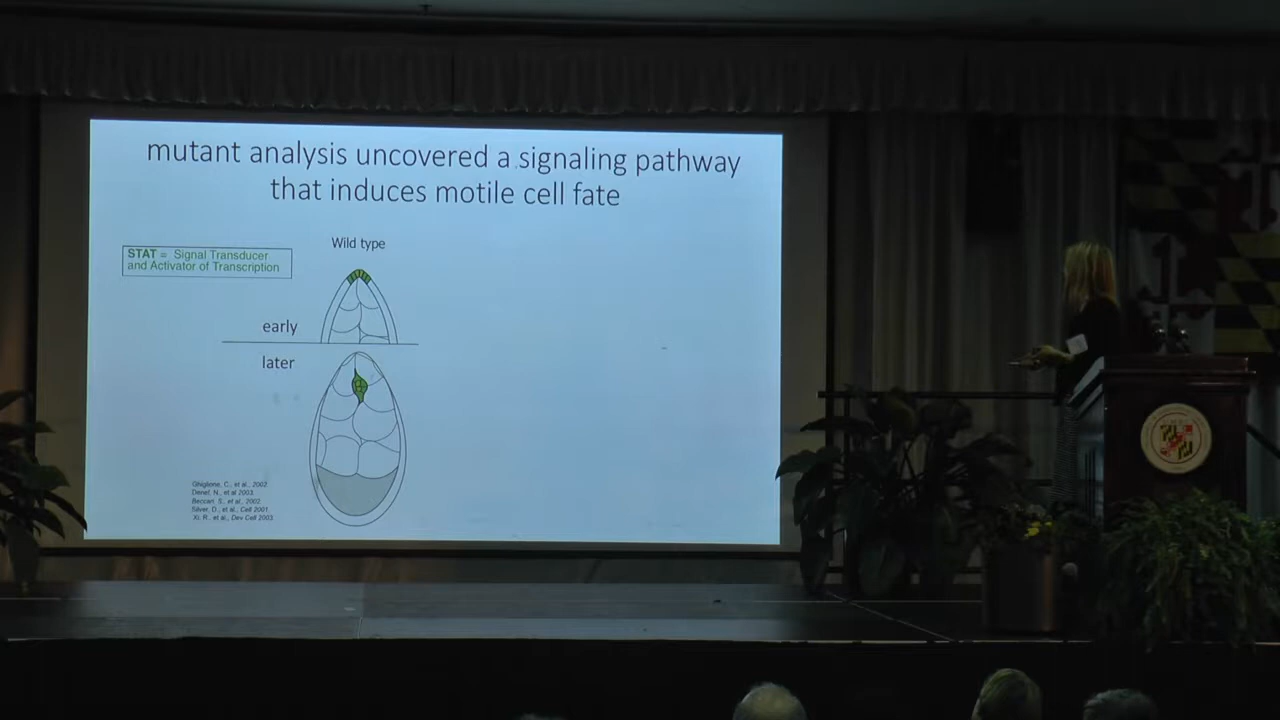 mutant analysis uncovered a signaling pathway
that induces motile cell fate
Wild type
STAT = Signal Transducer
and Activator of Transcription
early
later
Ghiglione, C., et al., 2002.
Denef, N., et al 2003.
Beccari, S., et al., 2002.
Silver, D., et al., Cell 2001.
Xi, R., et al., Dev Cell 2003.